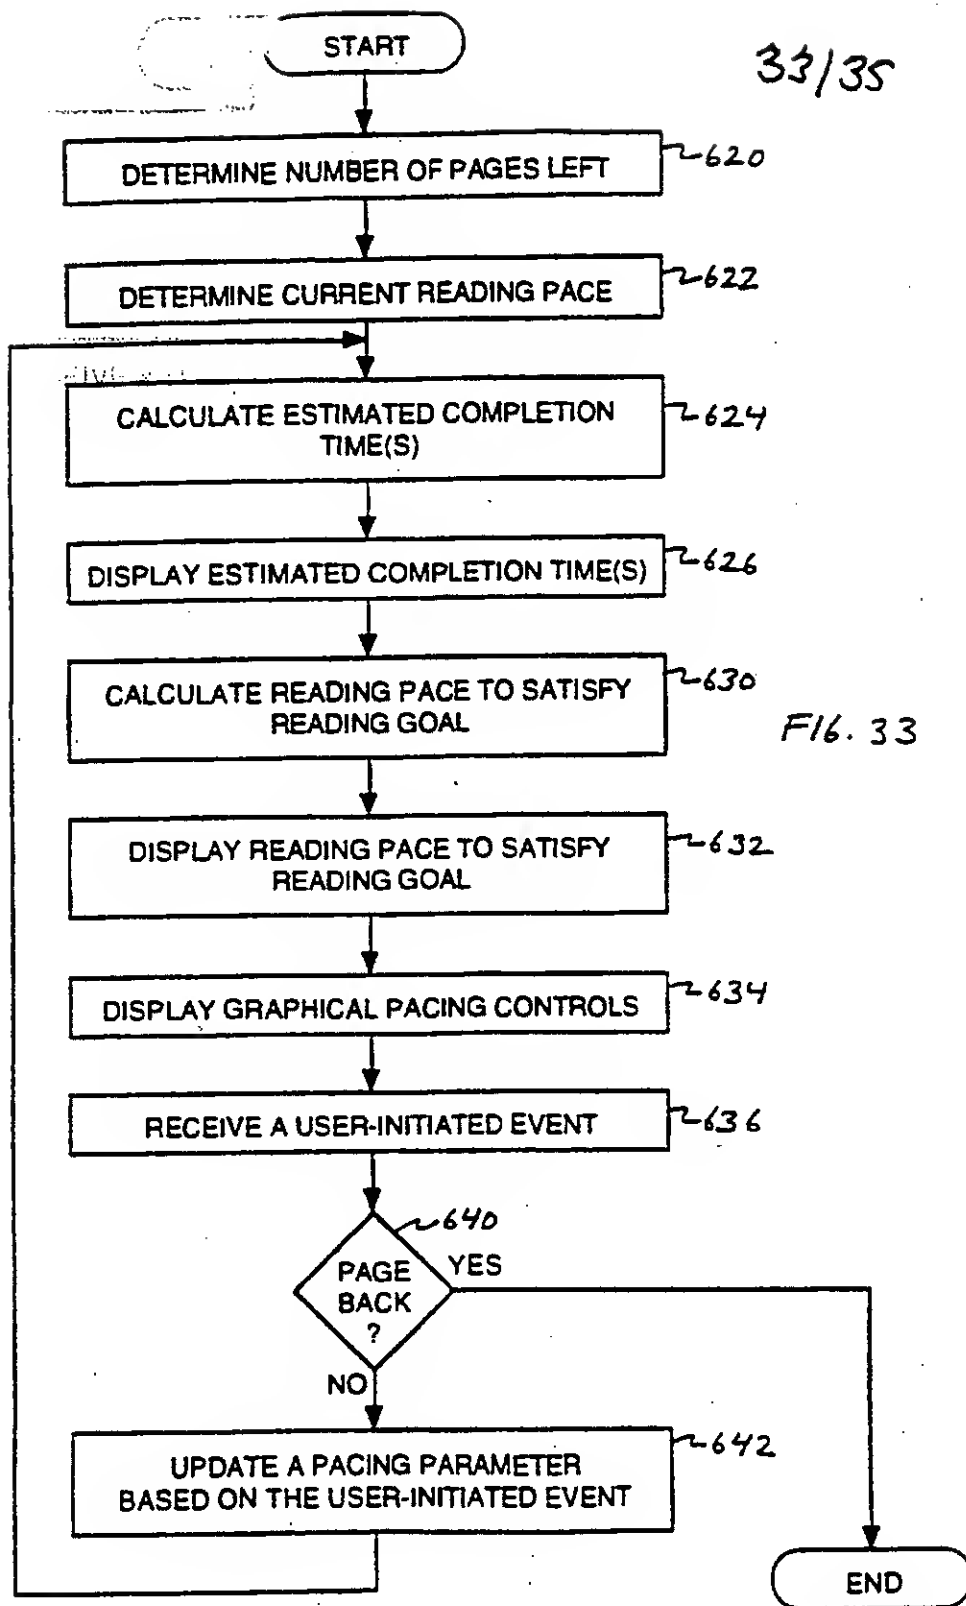 START
33/35
DETERMINE NUMBER OF PAGES LEFT
620
DETERMINE CURRENT READING PACE
622
CALCULATE ESTIMATED COMPLETION
TIME(S)
624
DISPLAY ESTIMATED COMPLETION TIME(S)
626
CALCULATE READING PACE TO SATISFY
READING GOAL
630
FIG. 33
DISPLAY READING PACE TO SATISFY
READING GOAL
632
DISPLAY GRAPHICAL PACING CONTROLS
634
RECEIVE A USER-INITIATED EVENT
636
640
PAGE
BACK
?
YES
NO
UPDATE A PACING PARAMETER
BASED ON THE USER-INITIATED EVENT
642
END